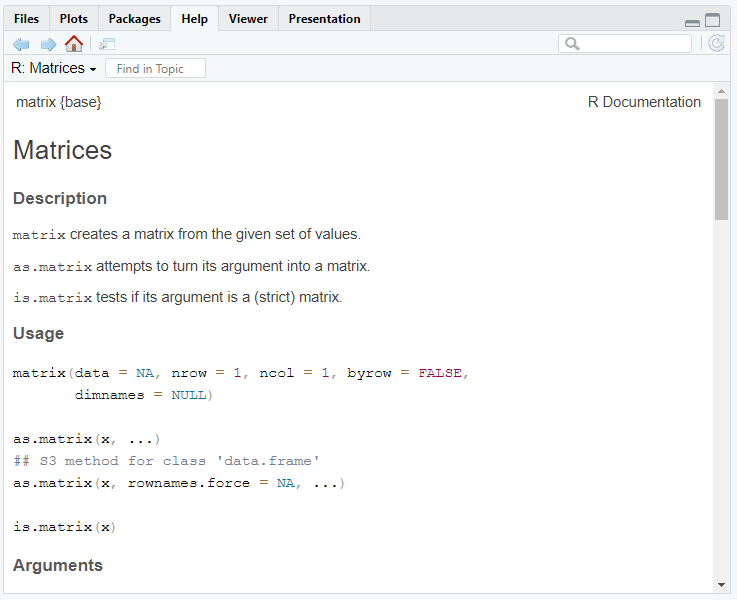 Files Plots Packages Help Viewer Presentation
R: Matrices Find in Topic
matrix {base} R Documentation
Matrices
Description
matrix creates a matrix from the given set of values.
as.matrix attempts to turn its argument into a matrix.
is.matrix tests if its argument is a (strict) matrix.
Usage
matrix(data = NA, nrow = 1, ncol = 1, byrow = FALSE,
       dimnames = NULL)
as.matrix(x, ...)
## S3 method for class 'data.frame'
as.matrix(x, rownames.force = NA, ...)
is.matrix(x)
Arguments